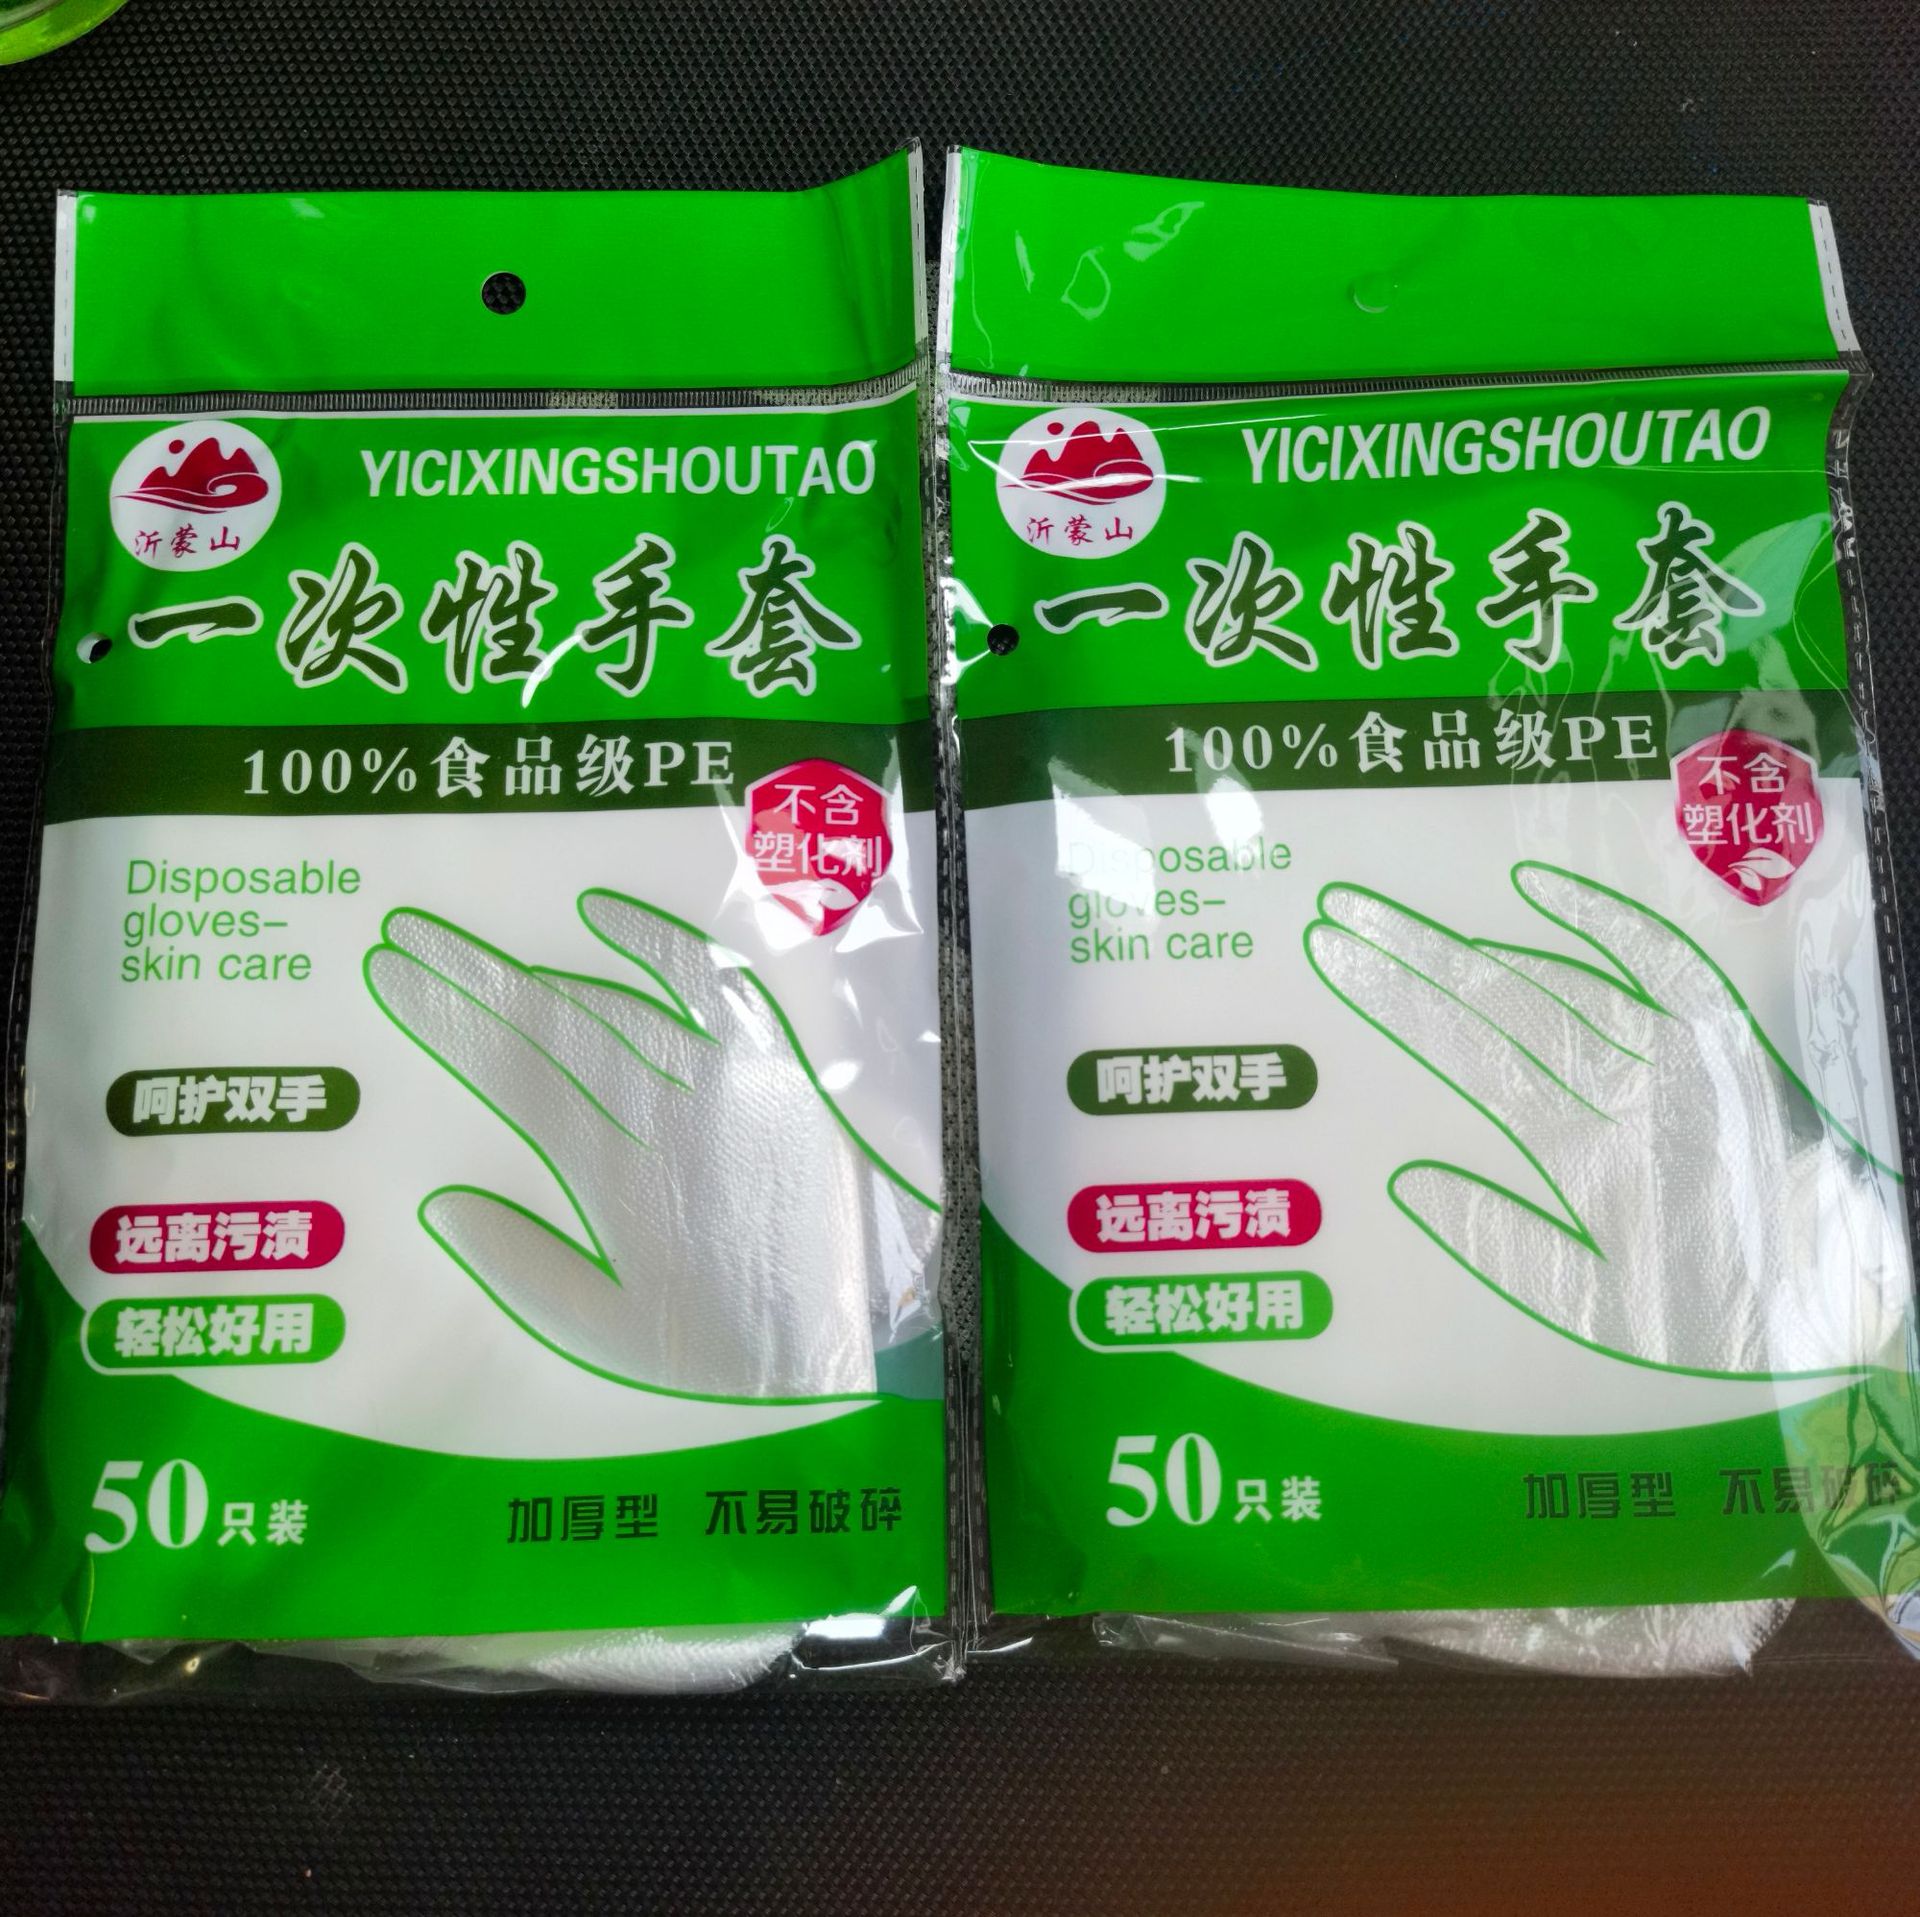 沂蒙山
YICIXINGSHOUTAO
一次性手套
100%食品级PE
不含
塑化剂
Disposable
gloves–
skin care
呵护双手
远离污渍
轻松好用
50只装
加厚型 不易破碎
沂蒙山
YICIXINGSHOUTAO
一次性手套
100%食品级PE
不含
塑化剂
Disposable
gloves–
skin care
呵护双手
远离污渍
轻松好用
50只装
加厚型 不易破碎